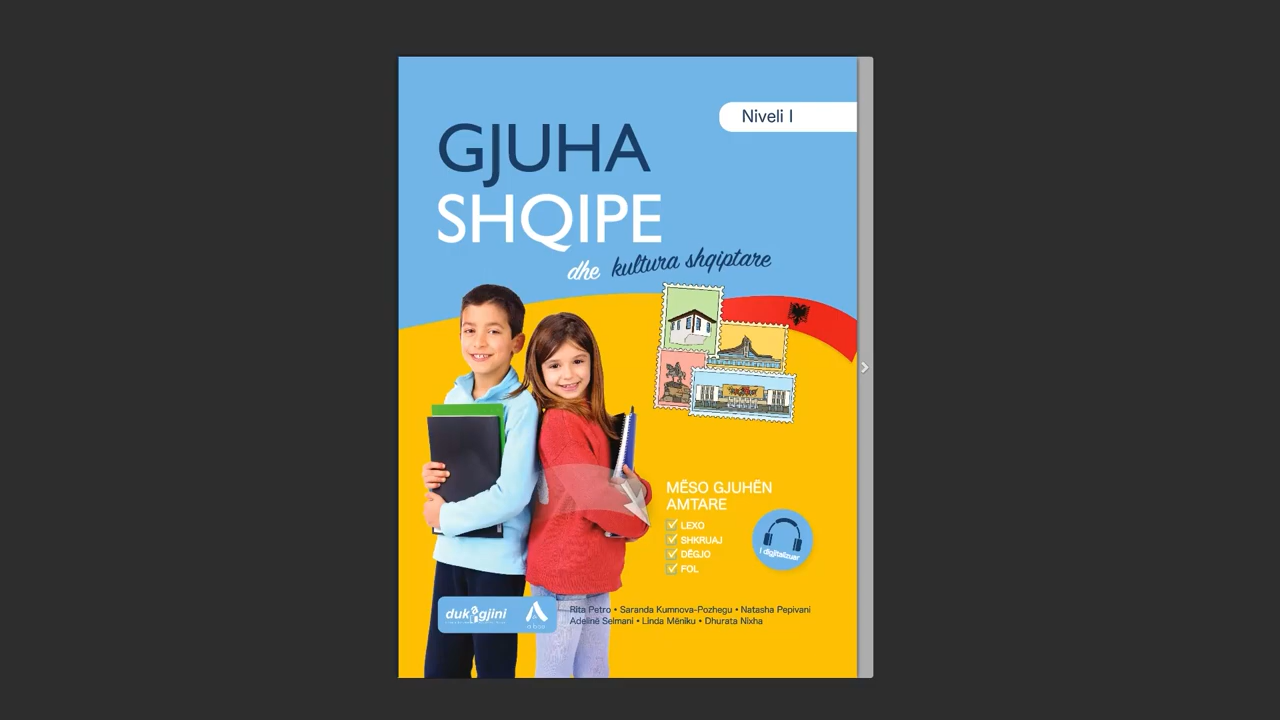 Niveli I
GJUHA
SHQIPE
dhe kultura shqiptare
MËSO GJUHËN
AMTARE
LEXO
SHKRUAJ
DËGJO
FOL
I digjitalizuar
dukagjini
albas
Rita Petro • Saranda Kumnova-Pozhegu • Natasha Pepivani
Adelinë Selmani • Linda Mëniku • Dhurata Nixha